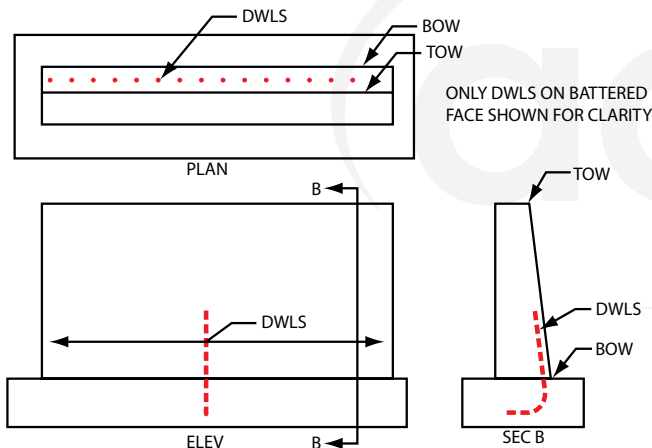 DWLS
BOW
TOW
ONLY DWLS ON BATTERED
FACE SHOWN FOR CLARITY
PLAN
B
TOW
DWLS
DWLS
BOW
B
ELEV
SEC B